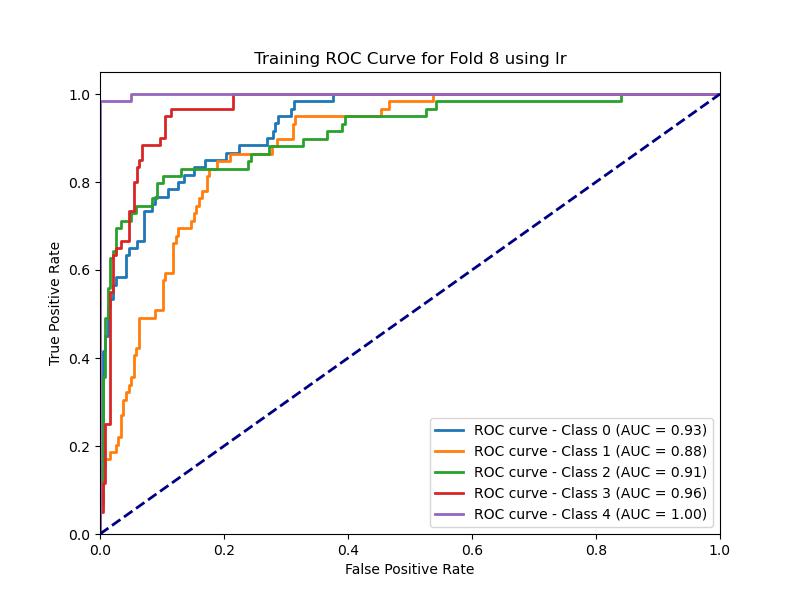 Training ROC Curve for Fold 8 using lr
True Positive Rate
1.0
0.8
0.6
0.4
0.2
0.0
ROC curve - Class 0 (AUC = 0.93)
ROC curve - Class 1 (AUC = 0.88)
ROC curve - Class 2 (AUC = 0.91)
ROC curve - Class 3 (AUC = 0.96)
ROC curve - Class 4 (AUC = 1.00)
0.0 0.2 0.4 0.6 0.8 1.0
False Positive Rate